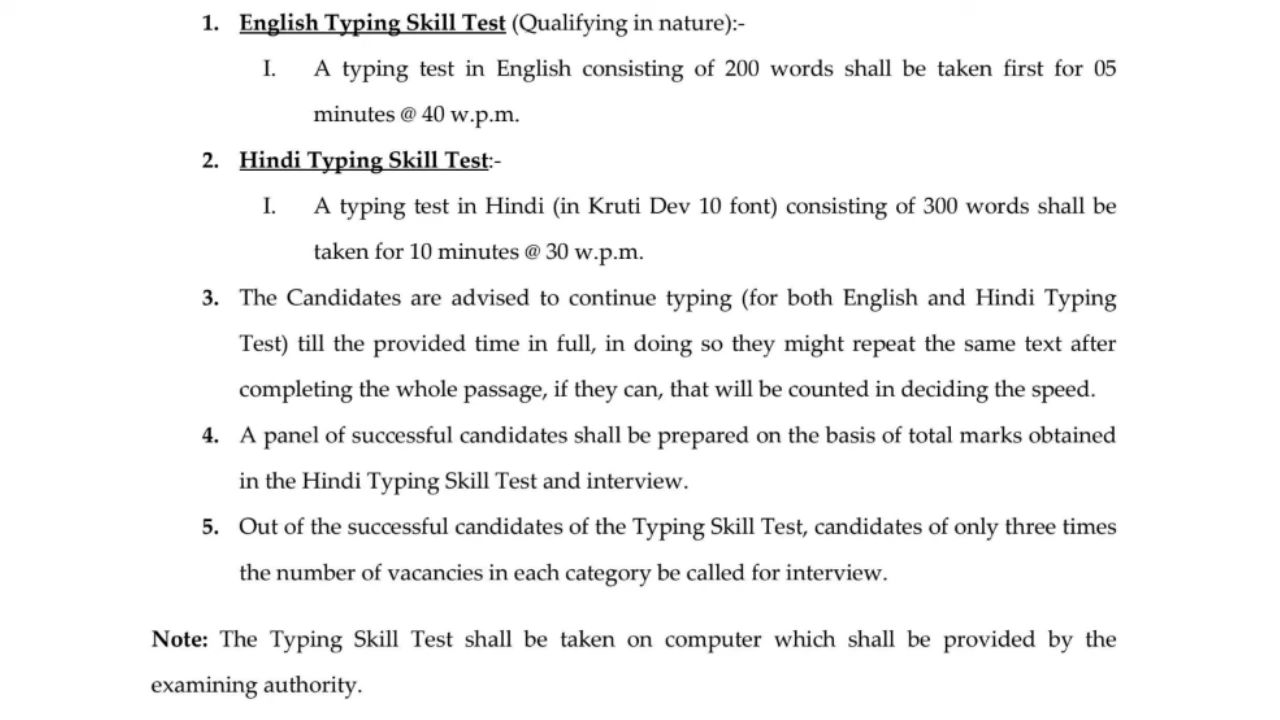 1. English Typing Skill Test (Qualifying in nature):-
I. A typing test in English consisting of 200 words shall be taken first for 05
minutes @ 40 w.p.m.
2. Hindi Typing Skill Test:-
I. A typing test in Hindi (in Kruti Dev 10 font) consisting of 300 words shall be
taken for 10 minutes @ 30 w.p.m.
3. The Candidates are advised to continue typing (for both English and Hindi Typing
Test) till the provided time in full, in doing so they might repeat the same text after
completing the whole passage, if they can, that will be counted in deciding the speed.
4. A panel of successful candidates shall be prepared on the basis of total marks obtained
in the Hindi Typing Skill Test and interview.
5. Out of the successful candidates of the Typing Skill Test, candidates of only three times
the number of vacancies in each category be called for interview.
Note: The Typing Skill Test shall be taken on computer which shall be provided by the
examining authority.